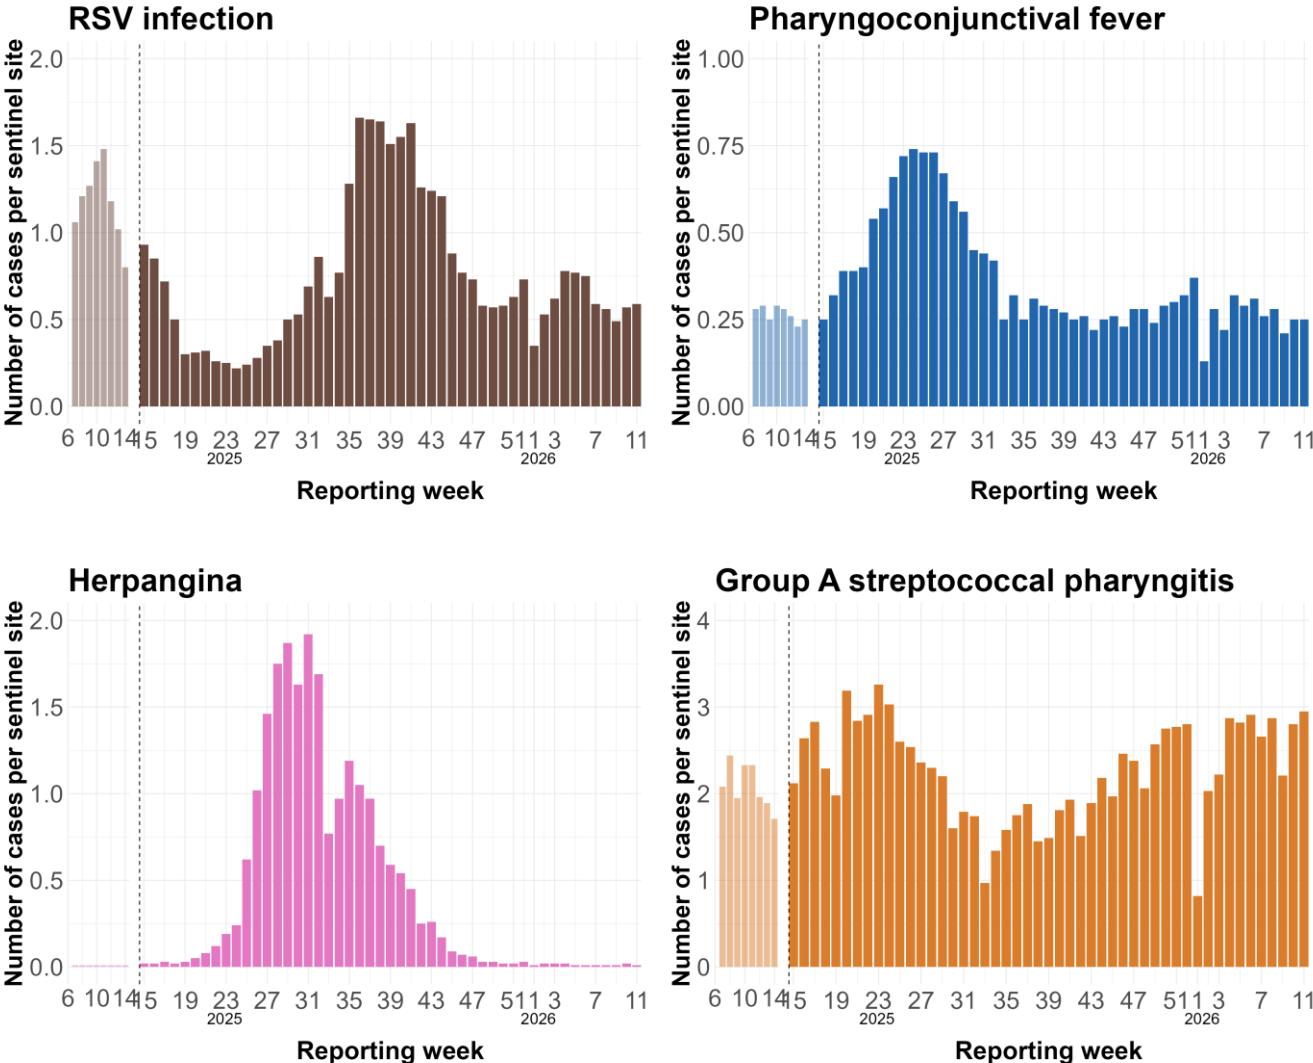 RSV infection
Number of cases per sentinel site
2.0
1.5
1.0
0.5
0.0
6 10 14 15 19 23 27 31 35 39 43 47 51 1 3 7 11
2025 2026
Reporting week
Pharyngoconjunctival fever
Number of cases per sentinel site
1.00
0.75
0.50
0.25
0.00
6 10 14 15 19 23 27 31 35 39 43 47 51 1 3 7 11
2025 2026
Reporting week
Herpangina
Number of cases per sentinel site
2.0
1.5
1.0
0.5
0.0
6 10 14 15 19 23 27 31 35 39 43 47 51 1 3 7 11
2025 2026
Reporting week
Group A streptococcal pharyngitis
Number of cases per sentinel site
4
3
2
1
0
6 10 14 15 19 23 27 31 35 39 43 47 51 1 3 7 11
2025 2026
Reporting week